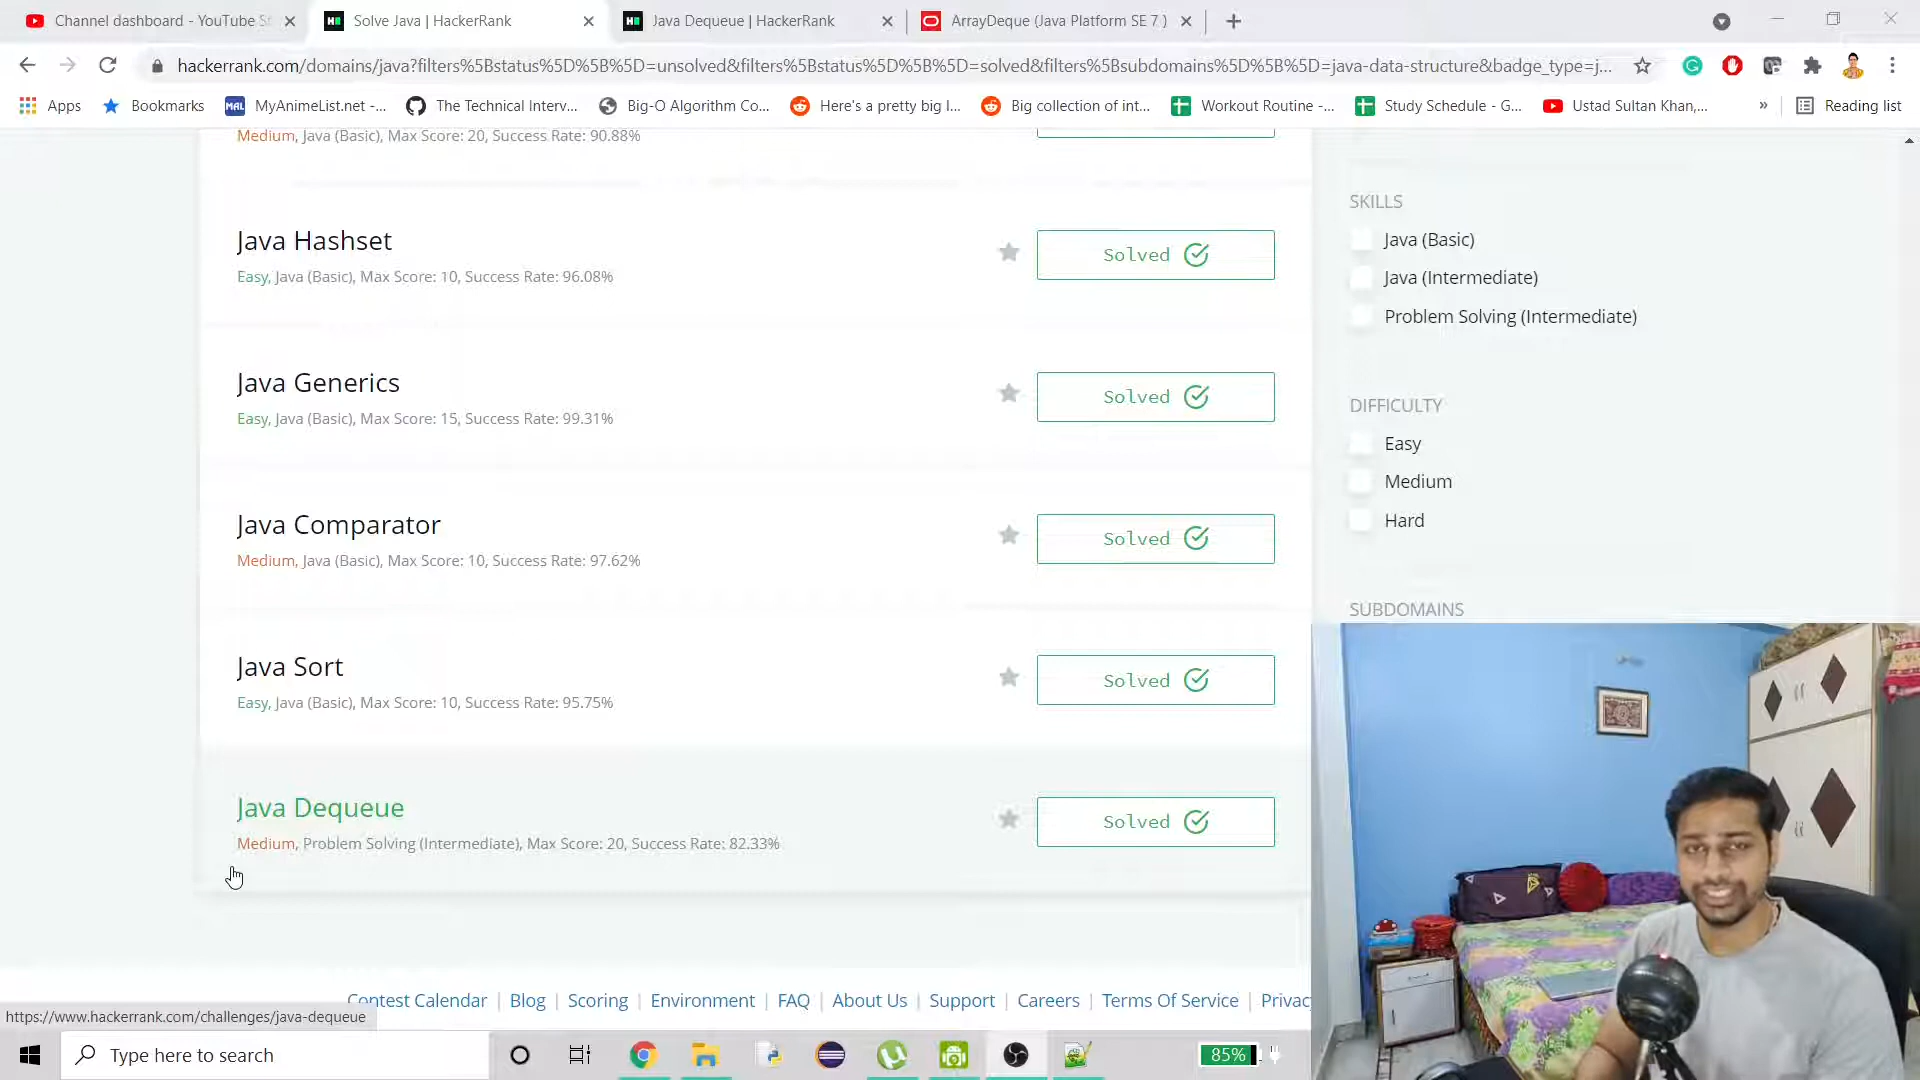 Channel dashboard - YouTube St
Solve Java | HackerRank
Java Dequeue | HackerRank
ArrayDeque (Java Platform SE 7 )
hackerrank.com/domains/java?filters%5Bstatus%5D%5B%5D=unsolved&filters%5Bstatus%5D%5B%5D=solved&filters%5Bsubdomains%5D%5B%5D=java-data-structure&badge_type=j...
Apps
Bookmarks
MAL MyAnimeList.net -...
The Technical Interv...
Big-O Algorithm Co...
Here's a pretty big l...
Big collection of int...
Workout Routine -...
Study Schedule - G...
Ustad Sultan Khan,...
»
Reading list
Medium, Java (Basic), Max Score: 20, Success Rate: 90.88%
Java Hashset
Easy, Java (Basic), Max Score: 10, Success Rate: 96.08%
Solved
Java Generics
Easy, Java (Basic), Max Score: 15, Success Rate: 99.31%
Solved
Java Comparator
Medium, Java (Basic), Max Score: 10, Success Rate: 97.62%
Solved
Java Sort
Easy, Java (Basic), Max Score: 10, Success Rate: 95.75%
Solved
Java Dequeue
Medium, Problem Solving (Intermediate), Max Score: 20, Success Rate: 82.33%
Solved
SKILLS
Java (Basic)
Java (Intermediate)
Problem Solving (Intermediate)
DIFFICULTY
Easy
Medium
Hard
SUBDOMAINS
Contest Calendar | Blog | Scoring | Environment | FAQ | About Us | Support | Careers | Terms Of Service | Privacy
https://www.hackerrank.com/challenges/java-dequeue
Type here to search
85%